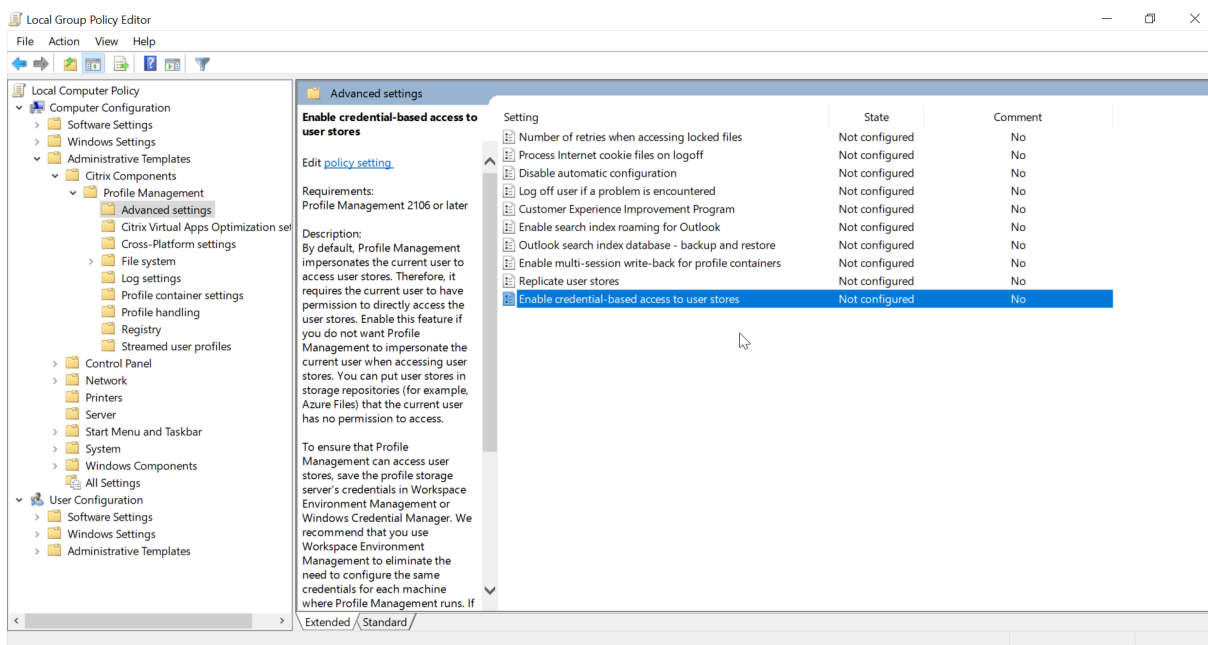 Local Group Policy Editor
File Action View Help
Local Computer Policy
Computer Configuration
Software Settings
Windows Settings
Administrative Templates
Citrix Components
Profile Management
Advanced settings
Citrix Virtual Apps Optimization set
Cross-Platform settings
File system
Log settings
Profile container settings
Profile handling
Registry
Streamed user profiles
Control Panel
Network
Printers
Server
Start Menu and Taskbar
System
Windows Components
All Settings
User Configuration
Software Settings
Windows Settings
Administrative Templates
Advanced settings
Enable credential-based access to
user stores
Edit policy setting
Requirements:
Profile Management 2106 or later
Description:
By default, Profile Management
impersonates the current user to
access user stores. Therefore, it
requires the current user to have
permission to directly access the
user stores. Enable this feature if
you do not want Profile
Management to impersonate the
current user when accessing user
stores. You can put user stores in
storage repositories (for example,
Azure Files) that the current user
has no permission to access.
To ensure that Profile
Management can access user
stores, save the profile storage
server's credentials in Workspace
Environment Management or
Windows Credential Manager. We
recommend that you use
Workspace Environment
Management to eliminate the
need to configure the same
credentials for each machine
where Profile Management runs. If
Setting State Comment
Number of retries when accessing locked files Not configured No
Process Internet cookie files on logoff Not configured No
Disable automatic configuration Not configured No
Log off user if a problem is encountered Not configured No
Customer Experience Improvement Program Not configured No
Enable search index roaming for Outlook Not configured No
Outlook search index database - backup and restore Not configured No
Enable multi-session write-back for profile containers Not configured No
Replicate user stores Not configured No
Enable credential-based access to user stores Not configured No
Extended Standard